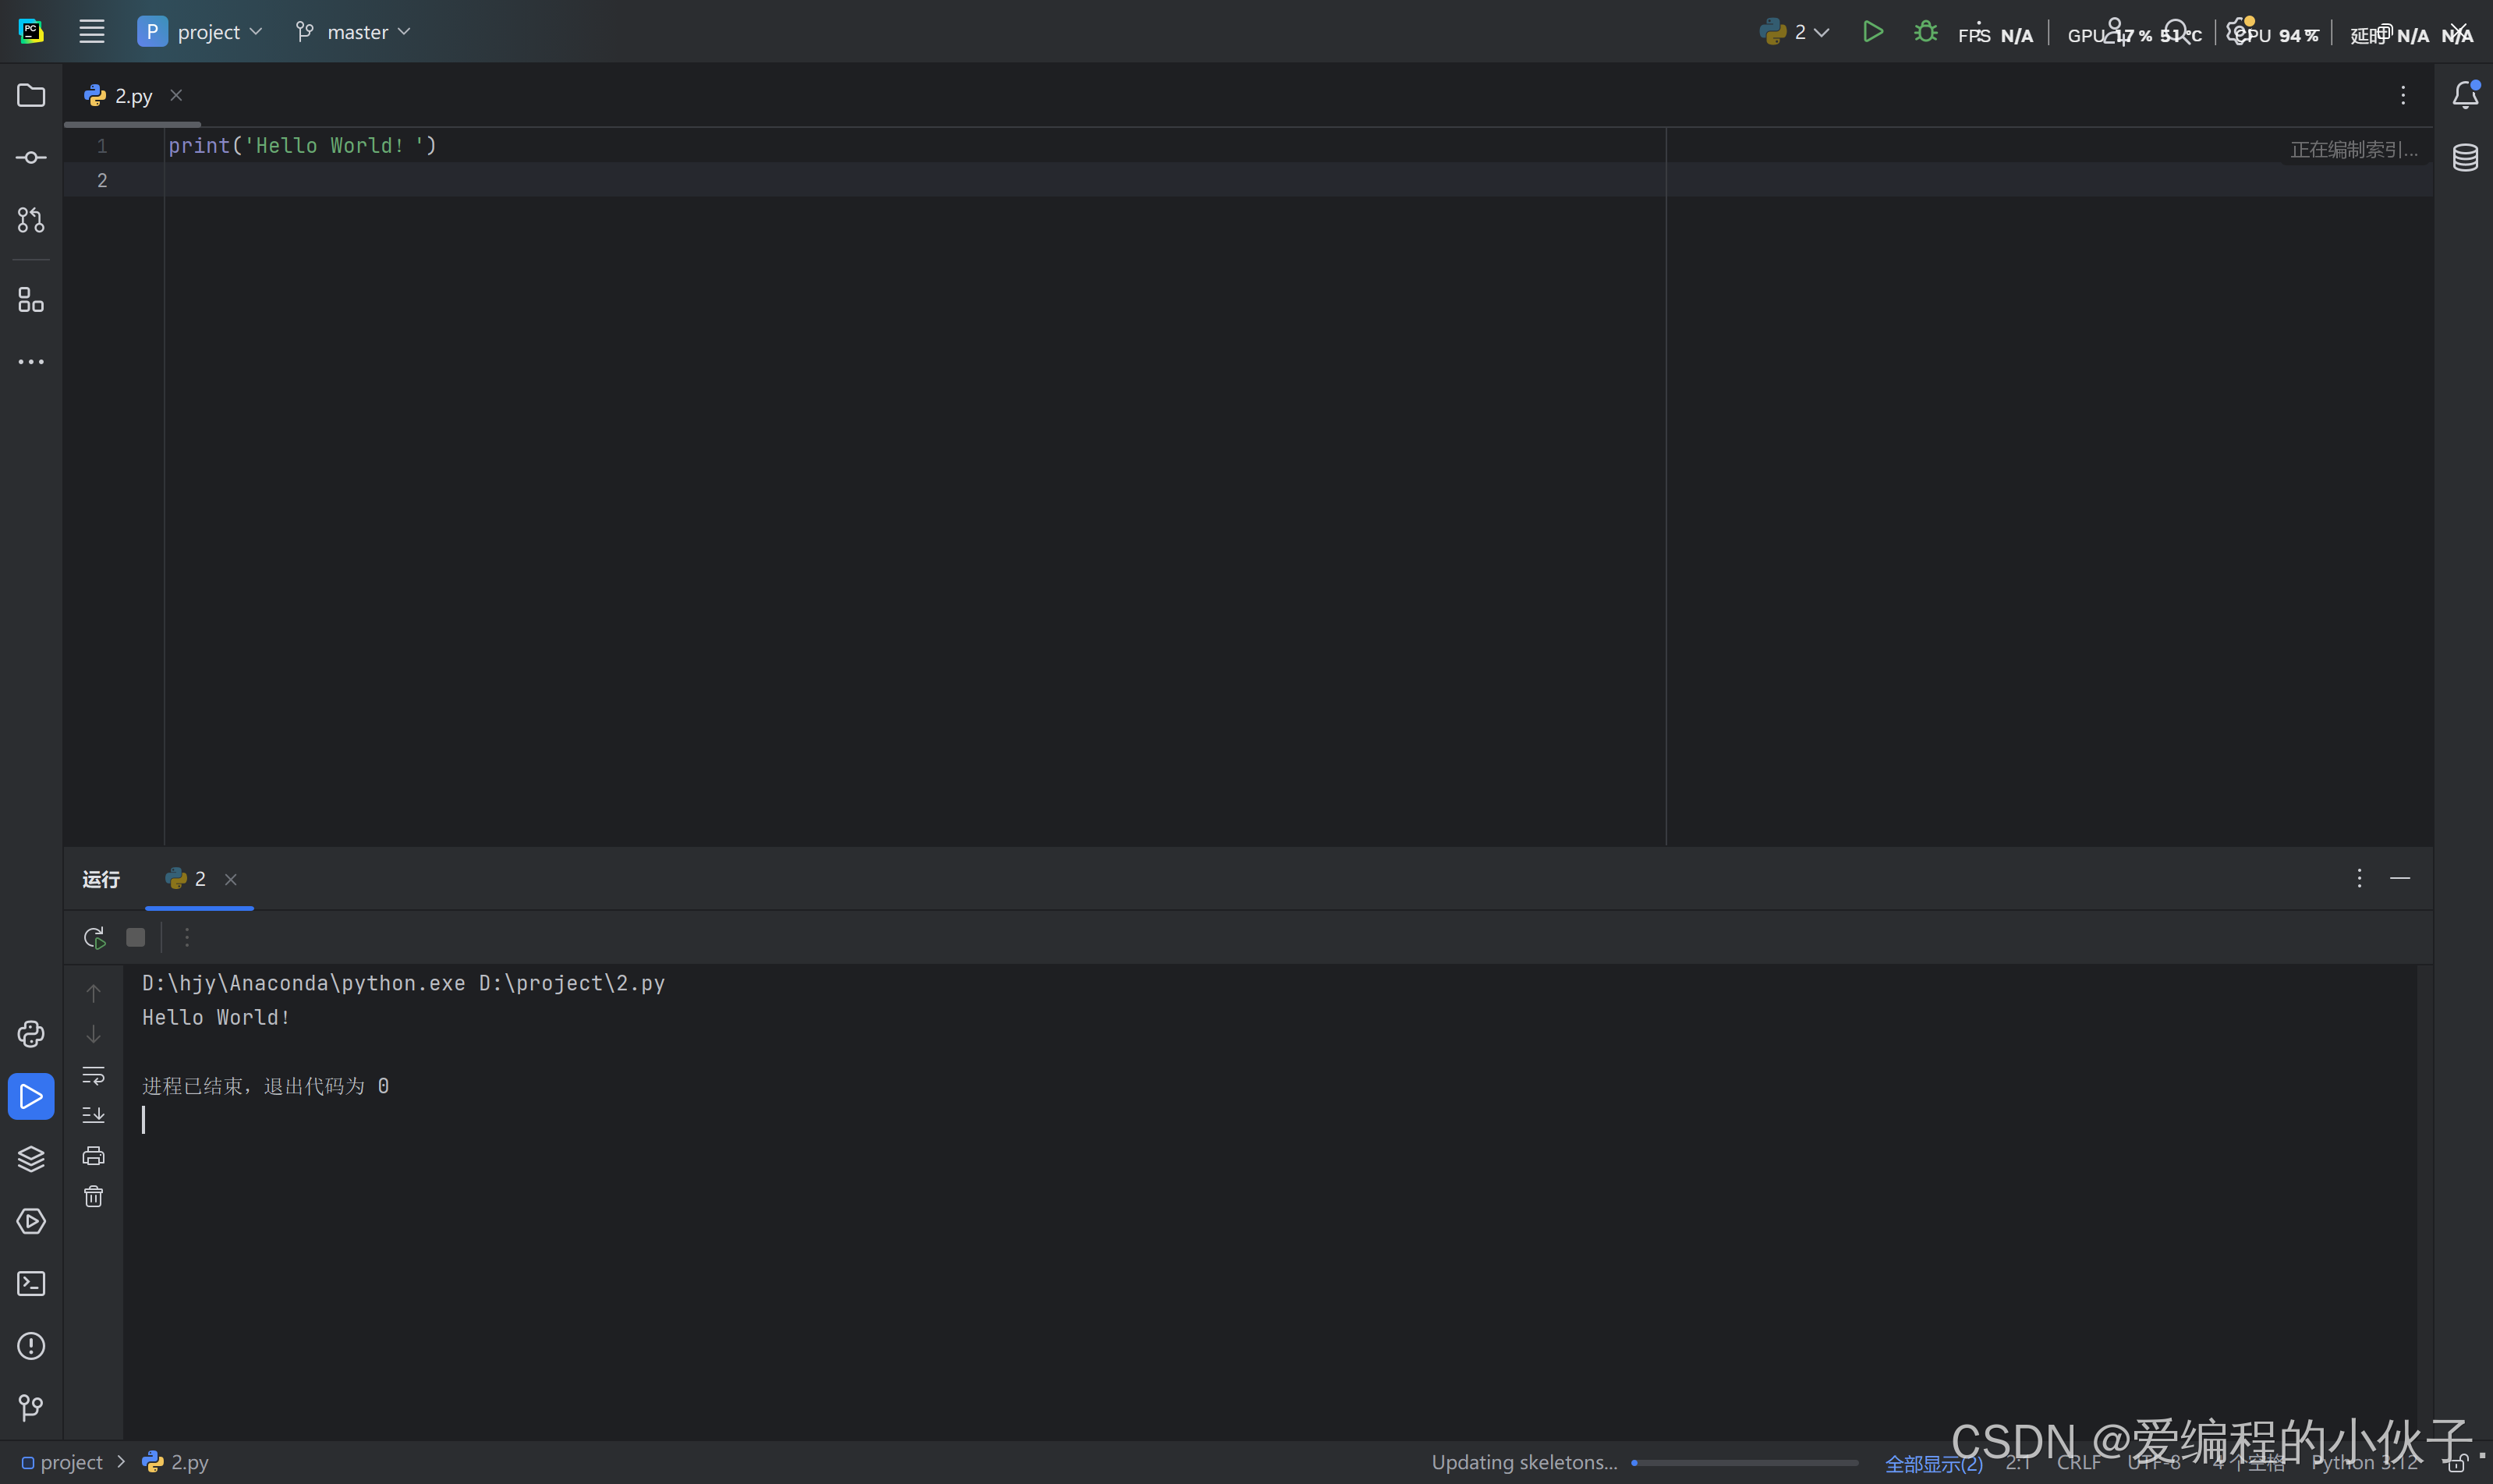 PC
P project master 2 FPS N/A GPU 17 % 51 °C CPU 94 % 延时 N/A N/A
2.py
1 print('Hello World！')
正在编制索引...
2
运行 2
D:\hjy\Anaconda\python.exe D:\project\2.py
Hello World！
进程已结束，退出代码为 0
CSDN @爱编程的小伙子.
project > 2.py Updating skeletons... 全部显示(2) 2:1 CRLF UTF-8 4 个空格 Python 3.12